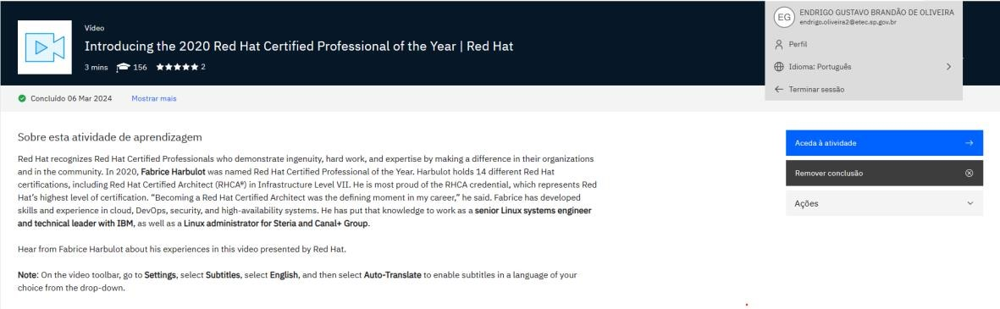 Vídeo
Introducing the 2020 Red Hat Certified Professional of the Year | Red Hat
3 mins 156 ★★★★★ 2
EG
ENDRIGO GUSTAVO BRANDÃO DE OLIVEIRA
endrigo.oliveira2@etec.sp.gov.br
Perfil
Idioma: Português
Terminar sessão
Concluído 06 Mar 2024 Mostrar mais
Sobre esta atividade de aprendizagem
Red Hat recognizes Red Hat Certified Professionals who demonstrate ingenuity, hard work, and expertise by making a difference in their organizations
and in the community. In 2020, Fabrice Harbulot was named Red Hat Certified Professional of the Year. Harbulot holds 14 different Red Hat
certifications, including Red Hat Certified Architect (RHCA®) in Infrastructure Level VII. He is most proud of the RHCA credential, which represents Red
Hat’s highest level of certification. “Becoming a Red Hat Certified Architect was the defining moment in my career,” he said. Fabrice has developed
skills and experience in cloud, DevOps, security, and high-availability systems. He has put that knowledge to work as a senior Linux systems engineer
and technical leader with IBM, as well as a Linux administrator for Steria and Canal+ Group.
Hear from Fabrice Harbulot about his experiences in this video presented by Red Hat.
Note: On the video toolbar, go to Settings, select Subtitles, select English, and then select Auto-Translate to enable subtitles in a language of your
choice from the drop-down.
Aceda à atividade
Remover conclusão
Ações